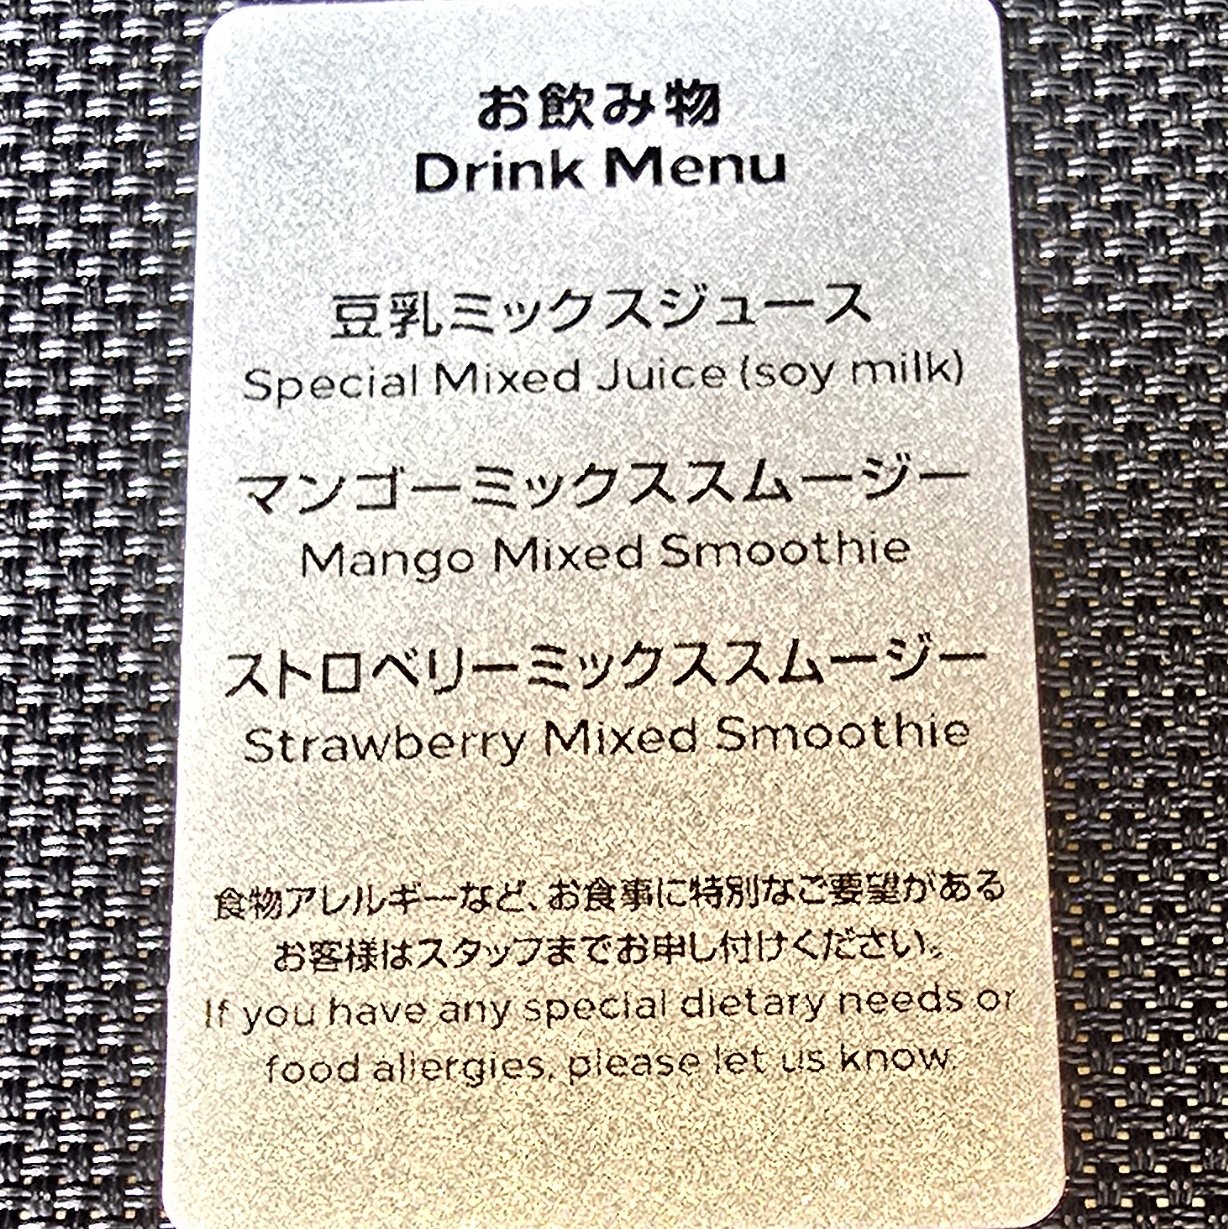 お飲み物
Drink Menu
豆乳ミックスジュース
Special Mixed Juice (soy milk)
マンゴーミックススムージー
Mango Mixed Smoothie
ストロベリーミックススムージー
Strawberry Mixed Smoothie
食物アレルギーなど、お食事に特別なご要望がある
お客様はスタッフまでお申し付けください。
If you have any special dietary needs or
food allergies, please let us know.